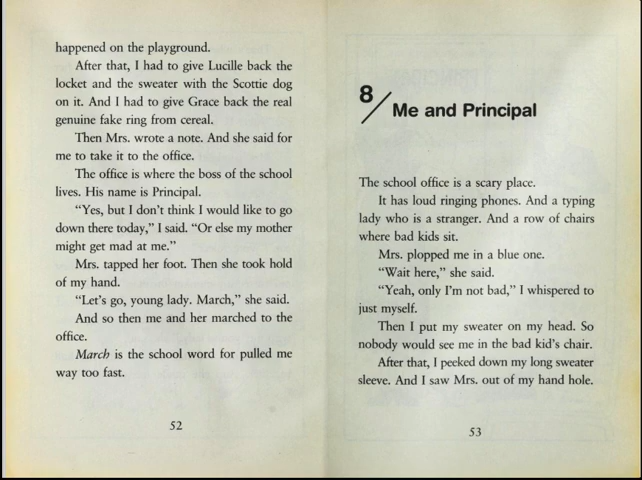 happened on the playground.
After that, I had to give Lucille back the
locket and the sweater with the Scottie dog
on it. And I had to give Grace back the real
genuine fake ring from cereal.
Then Mrs. wrote a note. And she said for
me to take it to the office.
The office is where the boss of the school
lives. His name is Principal.
“Yes, but I don’t think I would like to go
down there today,” I said. “Or else my mother
might get mad at me.”
Mrs. tapped her foot. Then she took hold
of my hand.
“Let’s go, young lady. March,” she said.
And so then me and her marched to the
office.
March is the school word for pulled me
way too fast.
52
8/
Me and Principal
The school office is a scary place.
It has loud ringing phones. And a typing
lady who is a stranger. And a row of chairs
where bad kids sit.
Mrs. plopped me in a blue one.
“Wait here,” she said.
“Yeah, only I’m not bad,” I whispered to
just myself.
Then I put my sweater on my head. So
nobody would see me in the bad kid’s chair.
After that, I peeked down my long sweater
sleeve. And I saw Mrs. out of my hand hole.
53